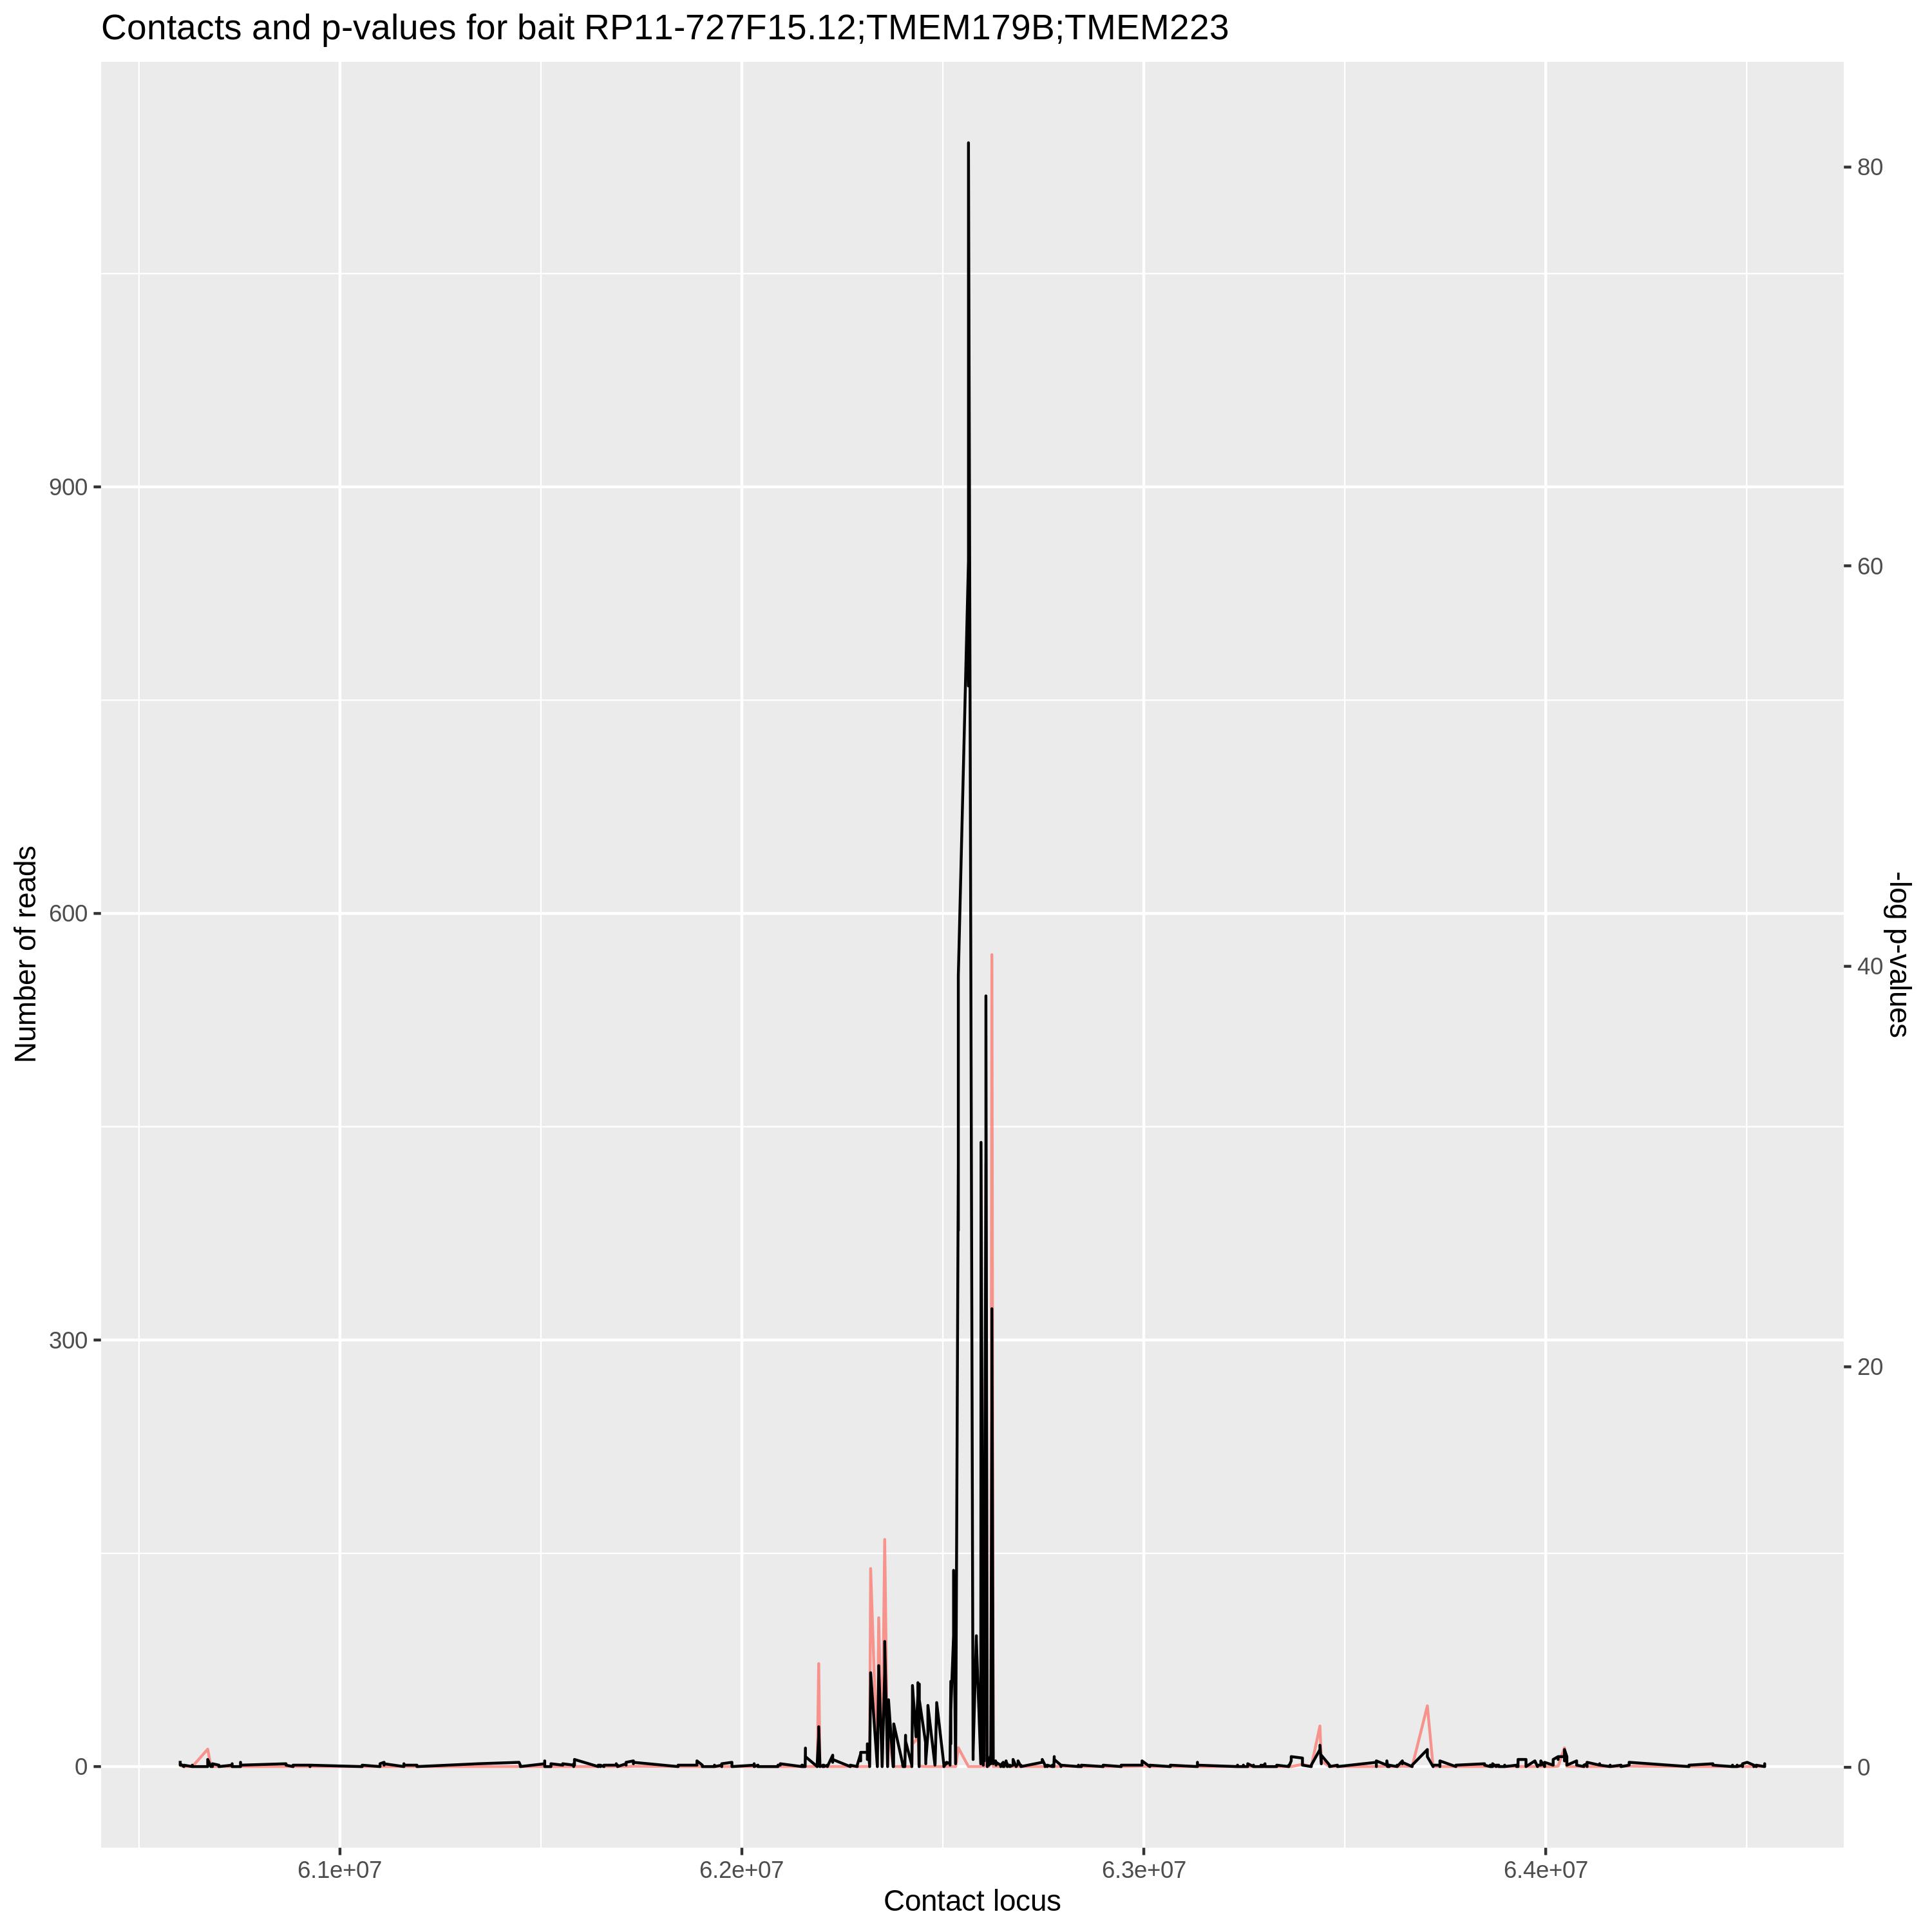 Contacts and p-values for bait RP11-727F15.12;TMEM179B;TMEM223
Number of reads
900
600
300
0
80
60
40
20
0
-log p-values
6.1e+07
6.2e+07
6.3e+07
6.4e+07
Contact locus